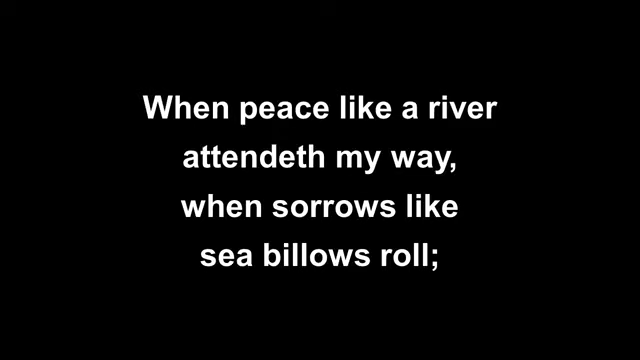 When peace like a river
attendeth my way,
when sorrows like
sea billows roll;